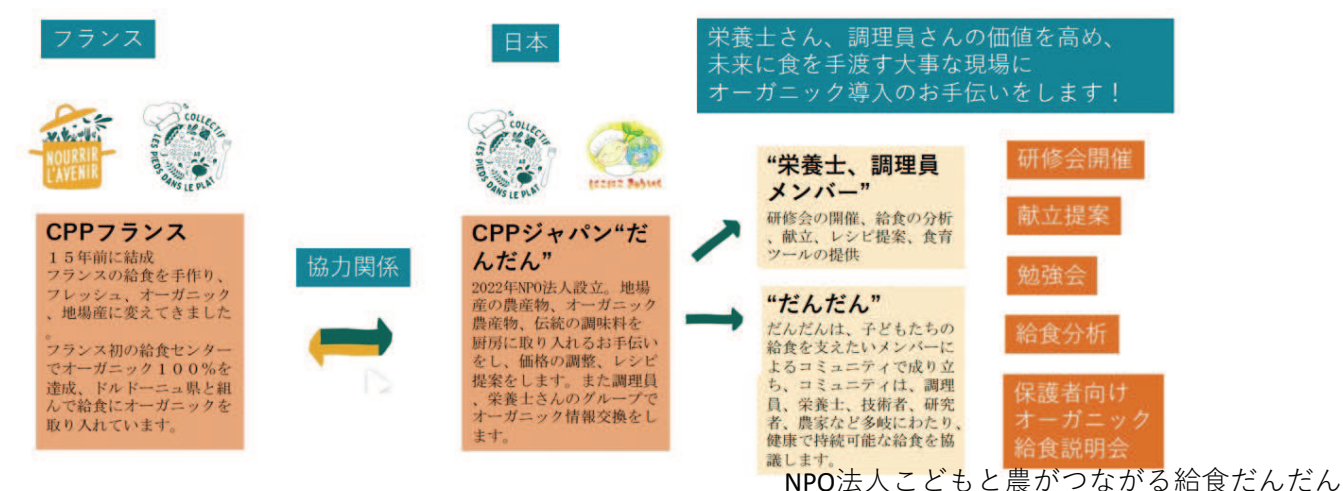 フランス
NOURRIR
L'AVENIR
COLLECTIF
LES PIEDS DANS LE PLAT
CPPフランス
１５年前に結成
フランスの給食を手作り、
フレッシュ、オーガニック
、地場産に変えてきました
。
フランス初の給食センター
でオーガニック１００％を
達成、ドルドーニュ県と組
んで給食にオーガニックを
取り入れています。
協力関係
日本
COLLECTIF
LES PIEDS DANS LE PLAT
CPPジャパン“だ
んだん”
2022年NPO法人設立。地場
産の農産物、オーガニック
農産物、伝統の調味料を
厨房に取り入れるお手伝い
をし、価格の調整、レシピ
提案をします。また調理員
、栄養士さんのグループで
オーガニック情報交換をし
ます。
栄養士さん、調理員さんの価値を高め、
未来に食を手渡す大事な現場に
オーガニック導入のお手伝いをします！
“栄養士、調理員
メンバー”
研修会の開催、給食の分析
、献立、レシピ提案、食育
ツールの提供
“だんだん”
だんだんは、子どもたちの
給食を支えたいメンバーに
よるコミュニティで成り立
ち、コミュニティは、調理
員、栄養士、技術者、研究
者、農家など多岐にわたり、
健康で持続可能な給食を協
議します。
研修会開催
献立提案
勉強会
給食分析
保護者向け
オーガニック
給食説明会
NPO法人こどもと農がつながる給食だんだん